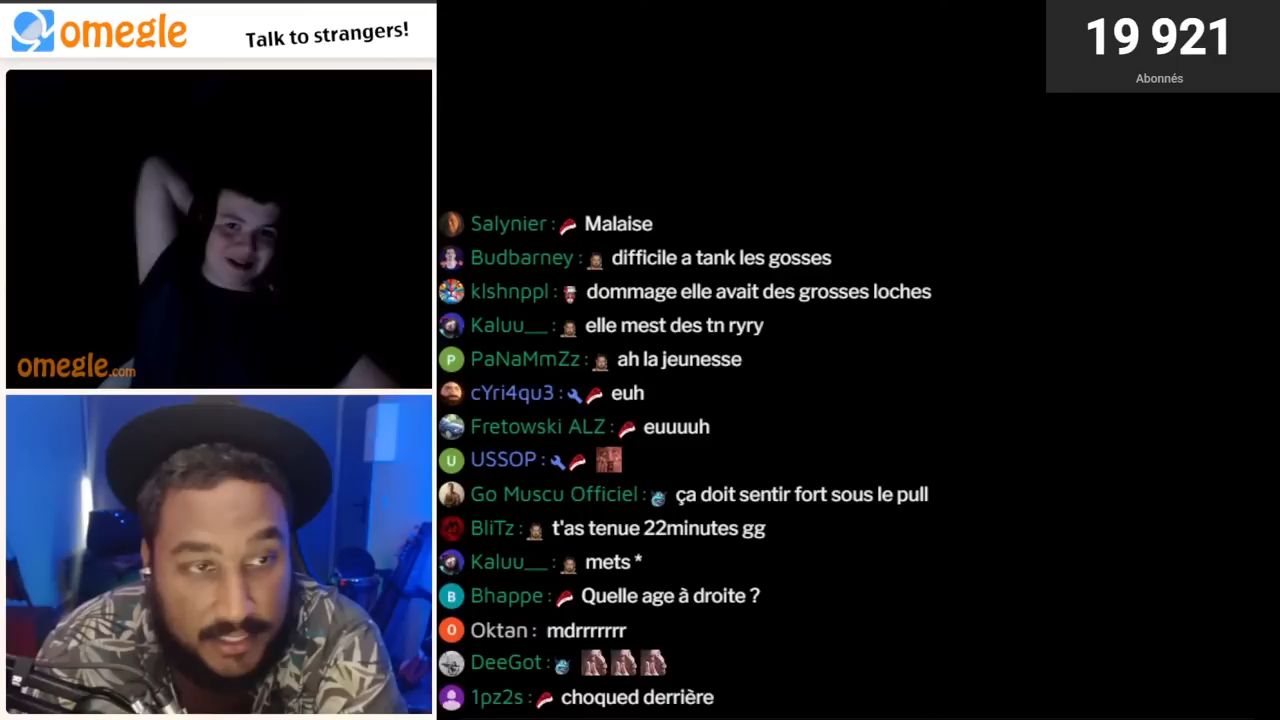 omegle
Talk to strangers!
19 921
Abonnés
omegle.com
Salynier : Malaise
Budbarney : difficile a tank les gosses
klshnppl : dommage elle avait des grosses loches
Kaluu__ : elle mest des tn ryry
P PaNaMmZz : ah la jeunesse
cYri4qu3 : euh
Fretowski ALZ : euuuuh
U USSOP :
Go Muscu Officiel : ça doit sentir fort sous le pull
BliTz : t'as tenue 22minutes gg
Kaluu__ : mets *
B Bhappe : Quelle age à droite ?
O Oktan : mdrrrrrrr
DeeGot :
1pz2s : choqued derrière